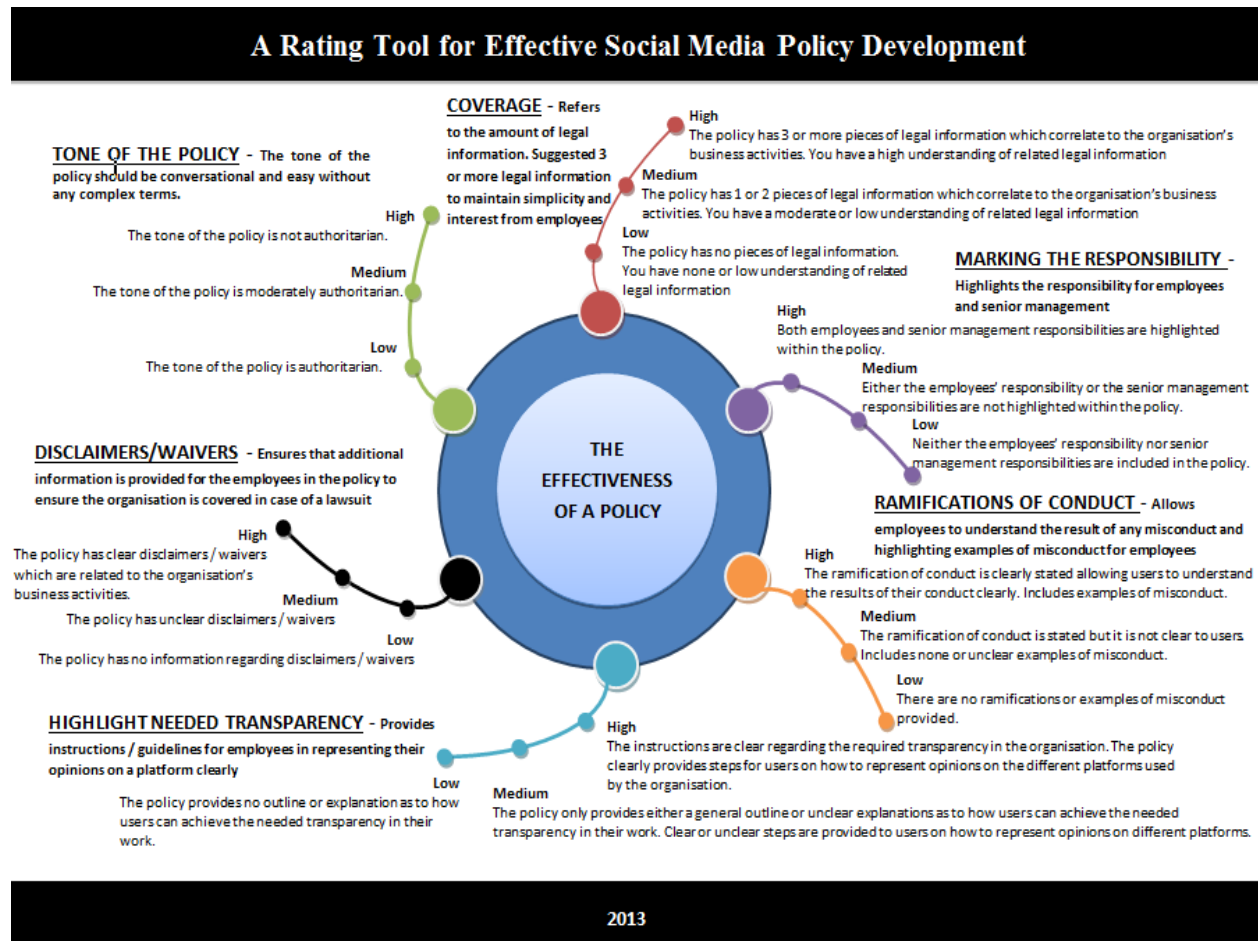 A Rating Tool for Effective Social Media Policy Development
TONE OF THE POLICY - The tone of the
policy should be conversational and easy without
any complex terms.
High
The tone of the policy is not authoritarian.
Medium
The tone of the policy is moderately authoritarian.
Low
The tone of the policy is authoritarian.
COVERAGE - Refers
to the amount of legal
information. Suggested 3
or more legal information
to maintain simplicity and
interest from employees
High
The policy has 3 or more pieces of legal information which correlate to the organisation's
business activities. You have a high understanding of related legal information
Medium
The policy has 1 or 2 pieces of legal information which correlate to the organisation's business
activities. You have a moderate or low understanding of related legal information
Low
The policy has no pieces of legal information.
You have none or low understanding of related
legal information
MARKING THE RESPONSIBILITY -
Highlights the responsibility for employees
and senior management
High
Both employees and senior management responsibilities are highlighted
within the policy.
Medium
Either the employees' responsibility or the senior management
responsibilities are not highlighted within the policy.
Low
Neither the employees' responsibility nor senior
management responsibilities are included in the policy.
THE
EFFECTIVENESS
OF A POLICY
DISCLAIMERS/WAIVERS - Ensures that additional
information is provided for the employees in the policy to
ensure the organisation is covered in case of a lawsuit
High
The policy has clear disclaimers / waivers
which are related to the organisation's
business activities.
Medium
The policy has unclear disclaimers / waivers
Low
The policy has no information regarding disclaimers / waivers
RAMIFICATIONS OF CONDUCT - Allows
employees to understand the result of any misconduct and
highlighting examples of misconduct for employees
High
The ramification of conduct is clearly stated allowing users to understand
the results of their conduct clearly. Includes examples of misconduct.
Medium
The ramification of conduct is stated but it is not clear to users.
Includes none or unclear examples of misconduct.
Low
There are no ramifications or examples of misconduct
provided.
HIGHLIGHT NEEDED TRANSPARENCY - Provides
instructions / guidelines for employees in representing their
opinions on a platform clearly
High
The instructions are clear regarding the required transparency in the organisation. The policy
clearly provides steps for users on how to represent opinions on the different platforms used
by the organisation.
Medium
The policy only provides either a general outline or unclear explanations as to how users can achieve the needed
transparency in their work. Clear or unclear steps are provided to users on how to represent opinions on different platforms.
Low
The policy provides no outline or explanation as to how
users can achieve the needed transparency in their
work.
2013